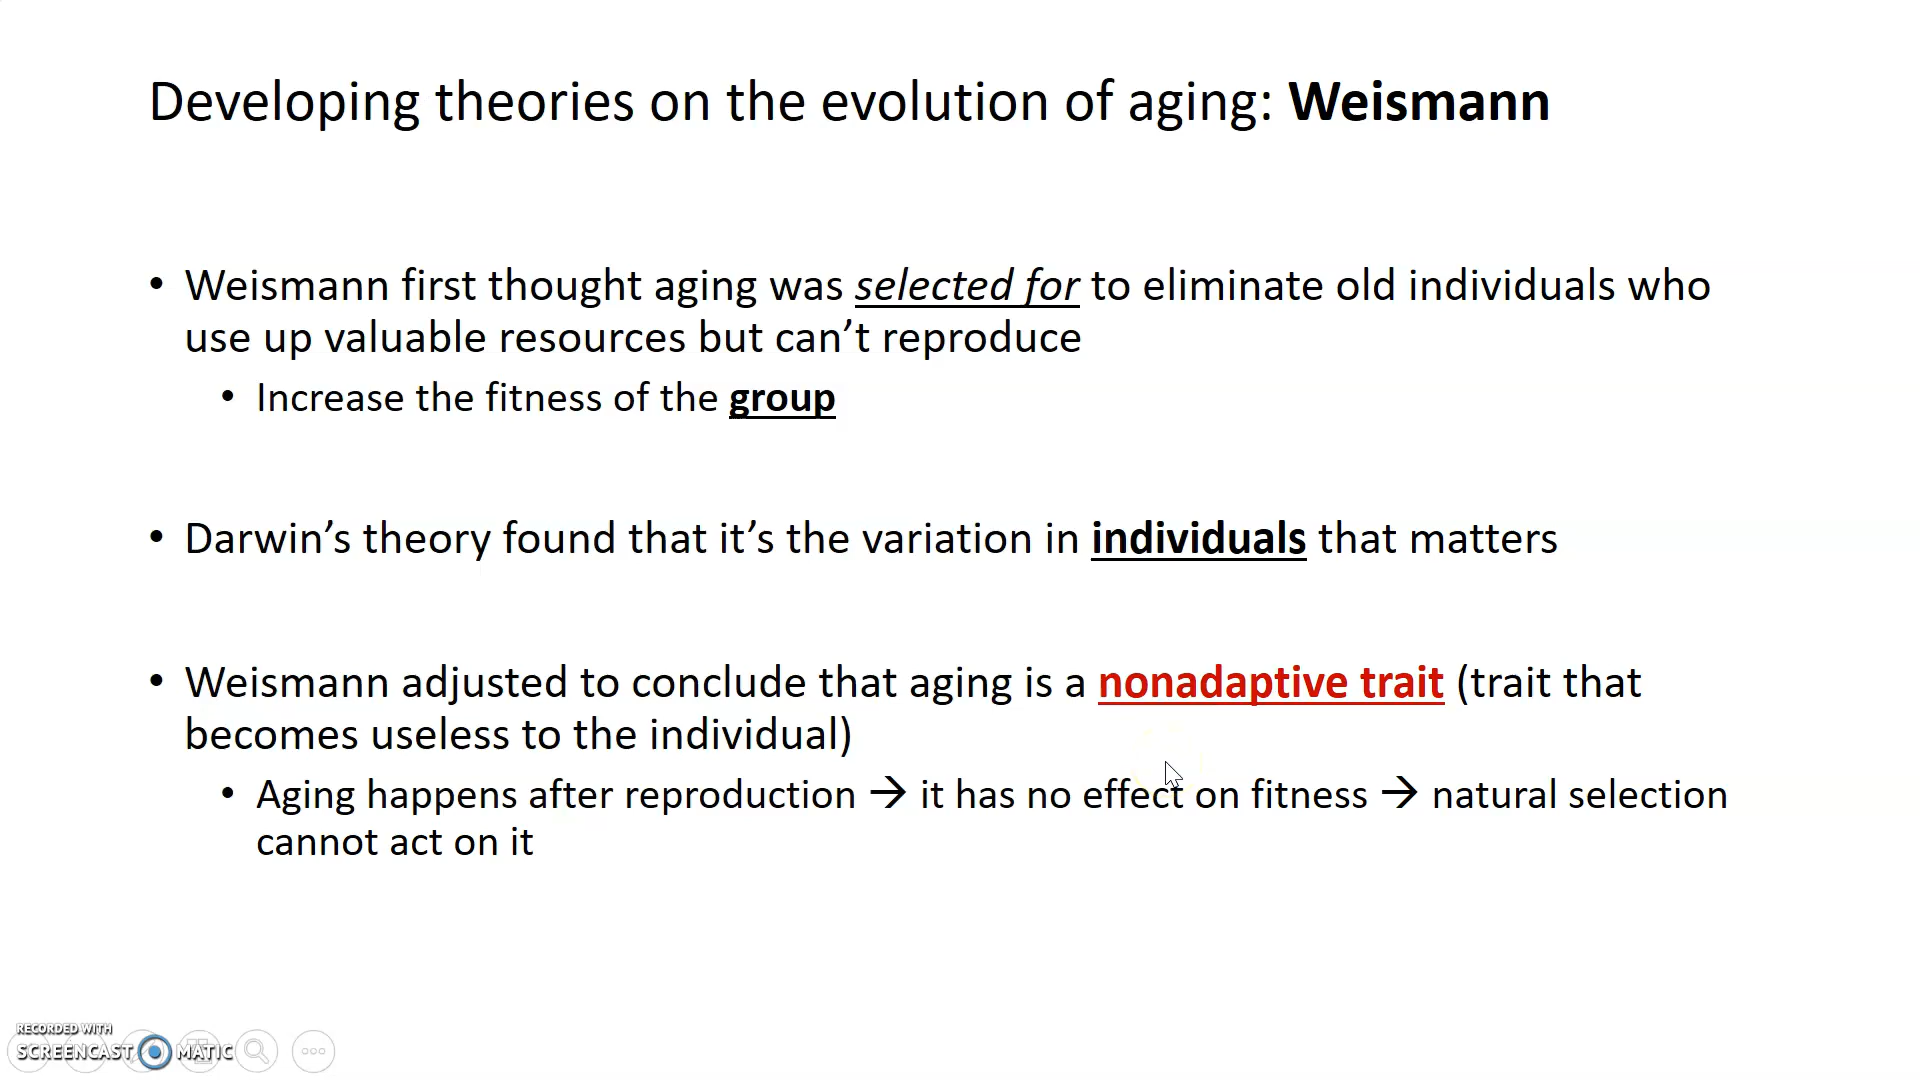 Developing theories on the evolution of aging: Weismann
• Weismann first thought aging was selected for to eliminate old individuals who
use up valuable resources but can’t reproduce
• Increase the fitness of the group
• Darwin’s theory found that it’s the variation in individuals that matters
• Weismann adjusted to conclude that aging is a nonadaptive trait (trait that
becomes useless to the individual)
• Aging happens after reproduction → it has no effect on fitness → natural selection
cannot act on it
RECORDED WITH
SCREENCAST MATIC